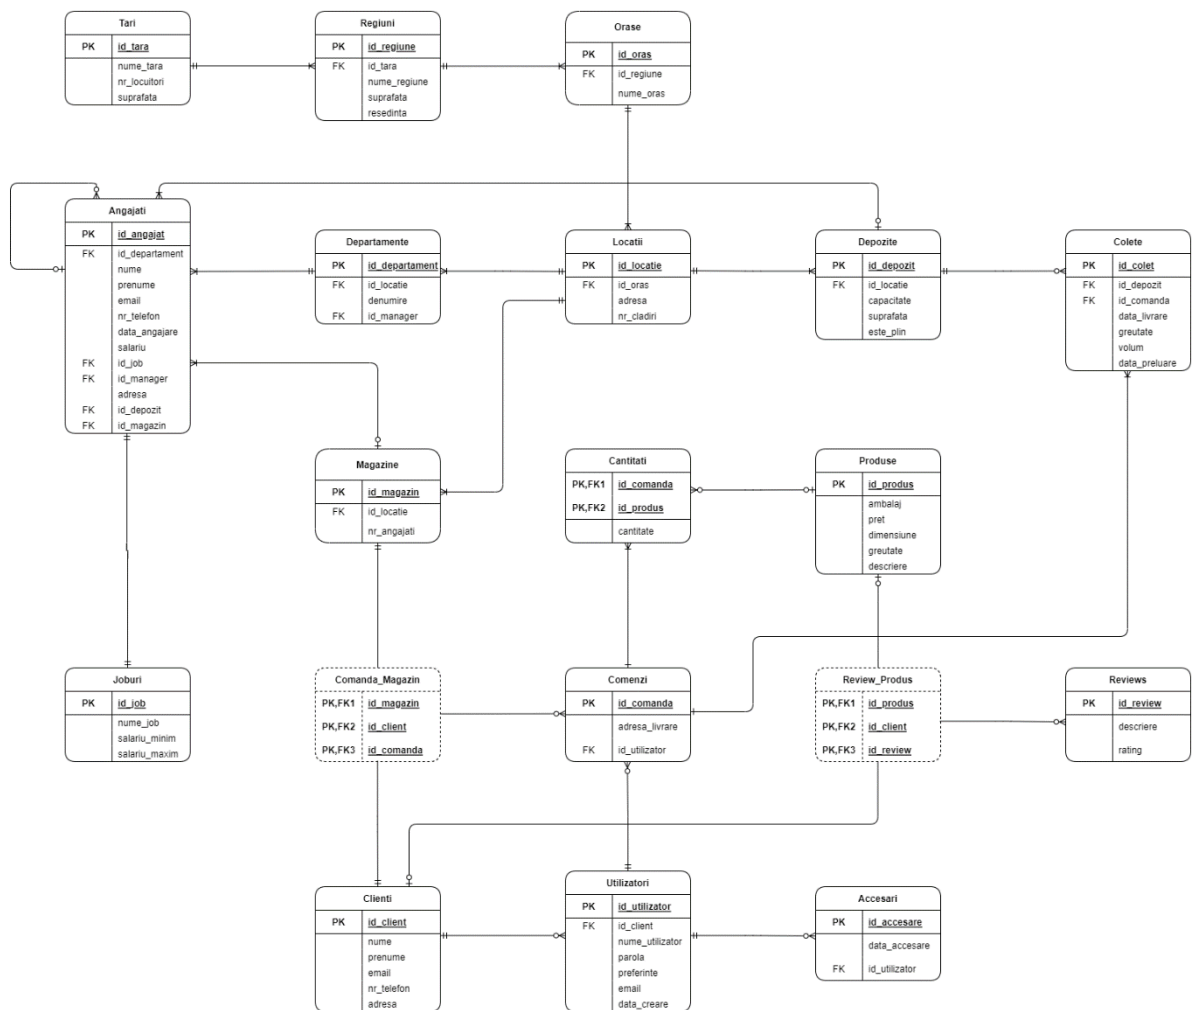 Tari
PK id_tara
nume_tara
nr_locuitori
suprafata
Regiuni
PK id_regiune
FK id_tara
nume_regiune
suprafata
resedinta
Orase
PK id_oras
FK id_regiune
nume_oras
Angajati
PK id_angajat
FK id_departament
nume
prenume
email
nr_telefon
data_angajare
salariu
FK id_job
FK id_manager
adresa
FK id_depozit
FK id_magazin
Departamente
PK id_departament
FK id_locatie
denumire
FK id_manager
Locatii
PK id_locatie
FK id_oras
adresa
nr_cladiri
Depozite
PK id_depozit
FK id_locatie
capacitate
suprafata
este_plin
Colete
PK id_colet
FK id_depozit
FK id_comanda
data_livrare
greutate
volum
data_preluare
Magazine
PK id_magazin
FK id_locatie
nr_angajati
Cantitati
PK,FK1 id_comanda
PK,FK2 id_produs
cantitate
Produse
PK id_produs
ambalaj
pret
dimensiune
greutate
descriere
Joburi
PK id_job
nume_job
salariu_minim
salariu_maxim
Comanda_Magazin
PK,FK1 id_magazin
PK,FK2 id_client
PK,FK3 id_comanda
Comenzi
PK id_comanda
adresa_livrare
FK id_utilizator
Review_Produs
PK,FK1 id_produs
PK,FK2 id_client
PK,FK3 id_review
Reviews
PK id_review
descriere
rating
Clienti
PK id_client
nume
prenume
email
nr_telefon
adresa
Utilizatori
PK id_utilizator
FK id_client
nume_utilizator
parola
preferinte
email
data_creare
Accesari
PK id_accesare
data_accesare
FK id_utilizator